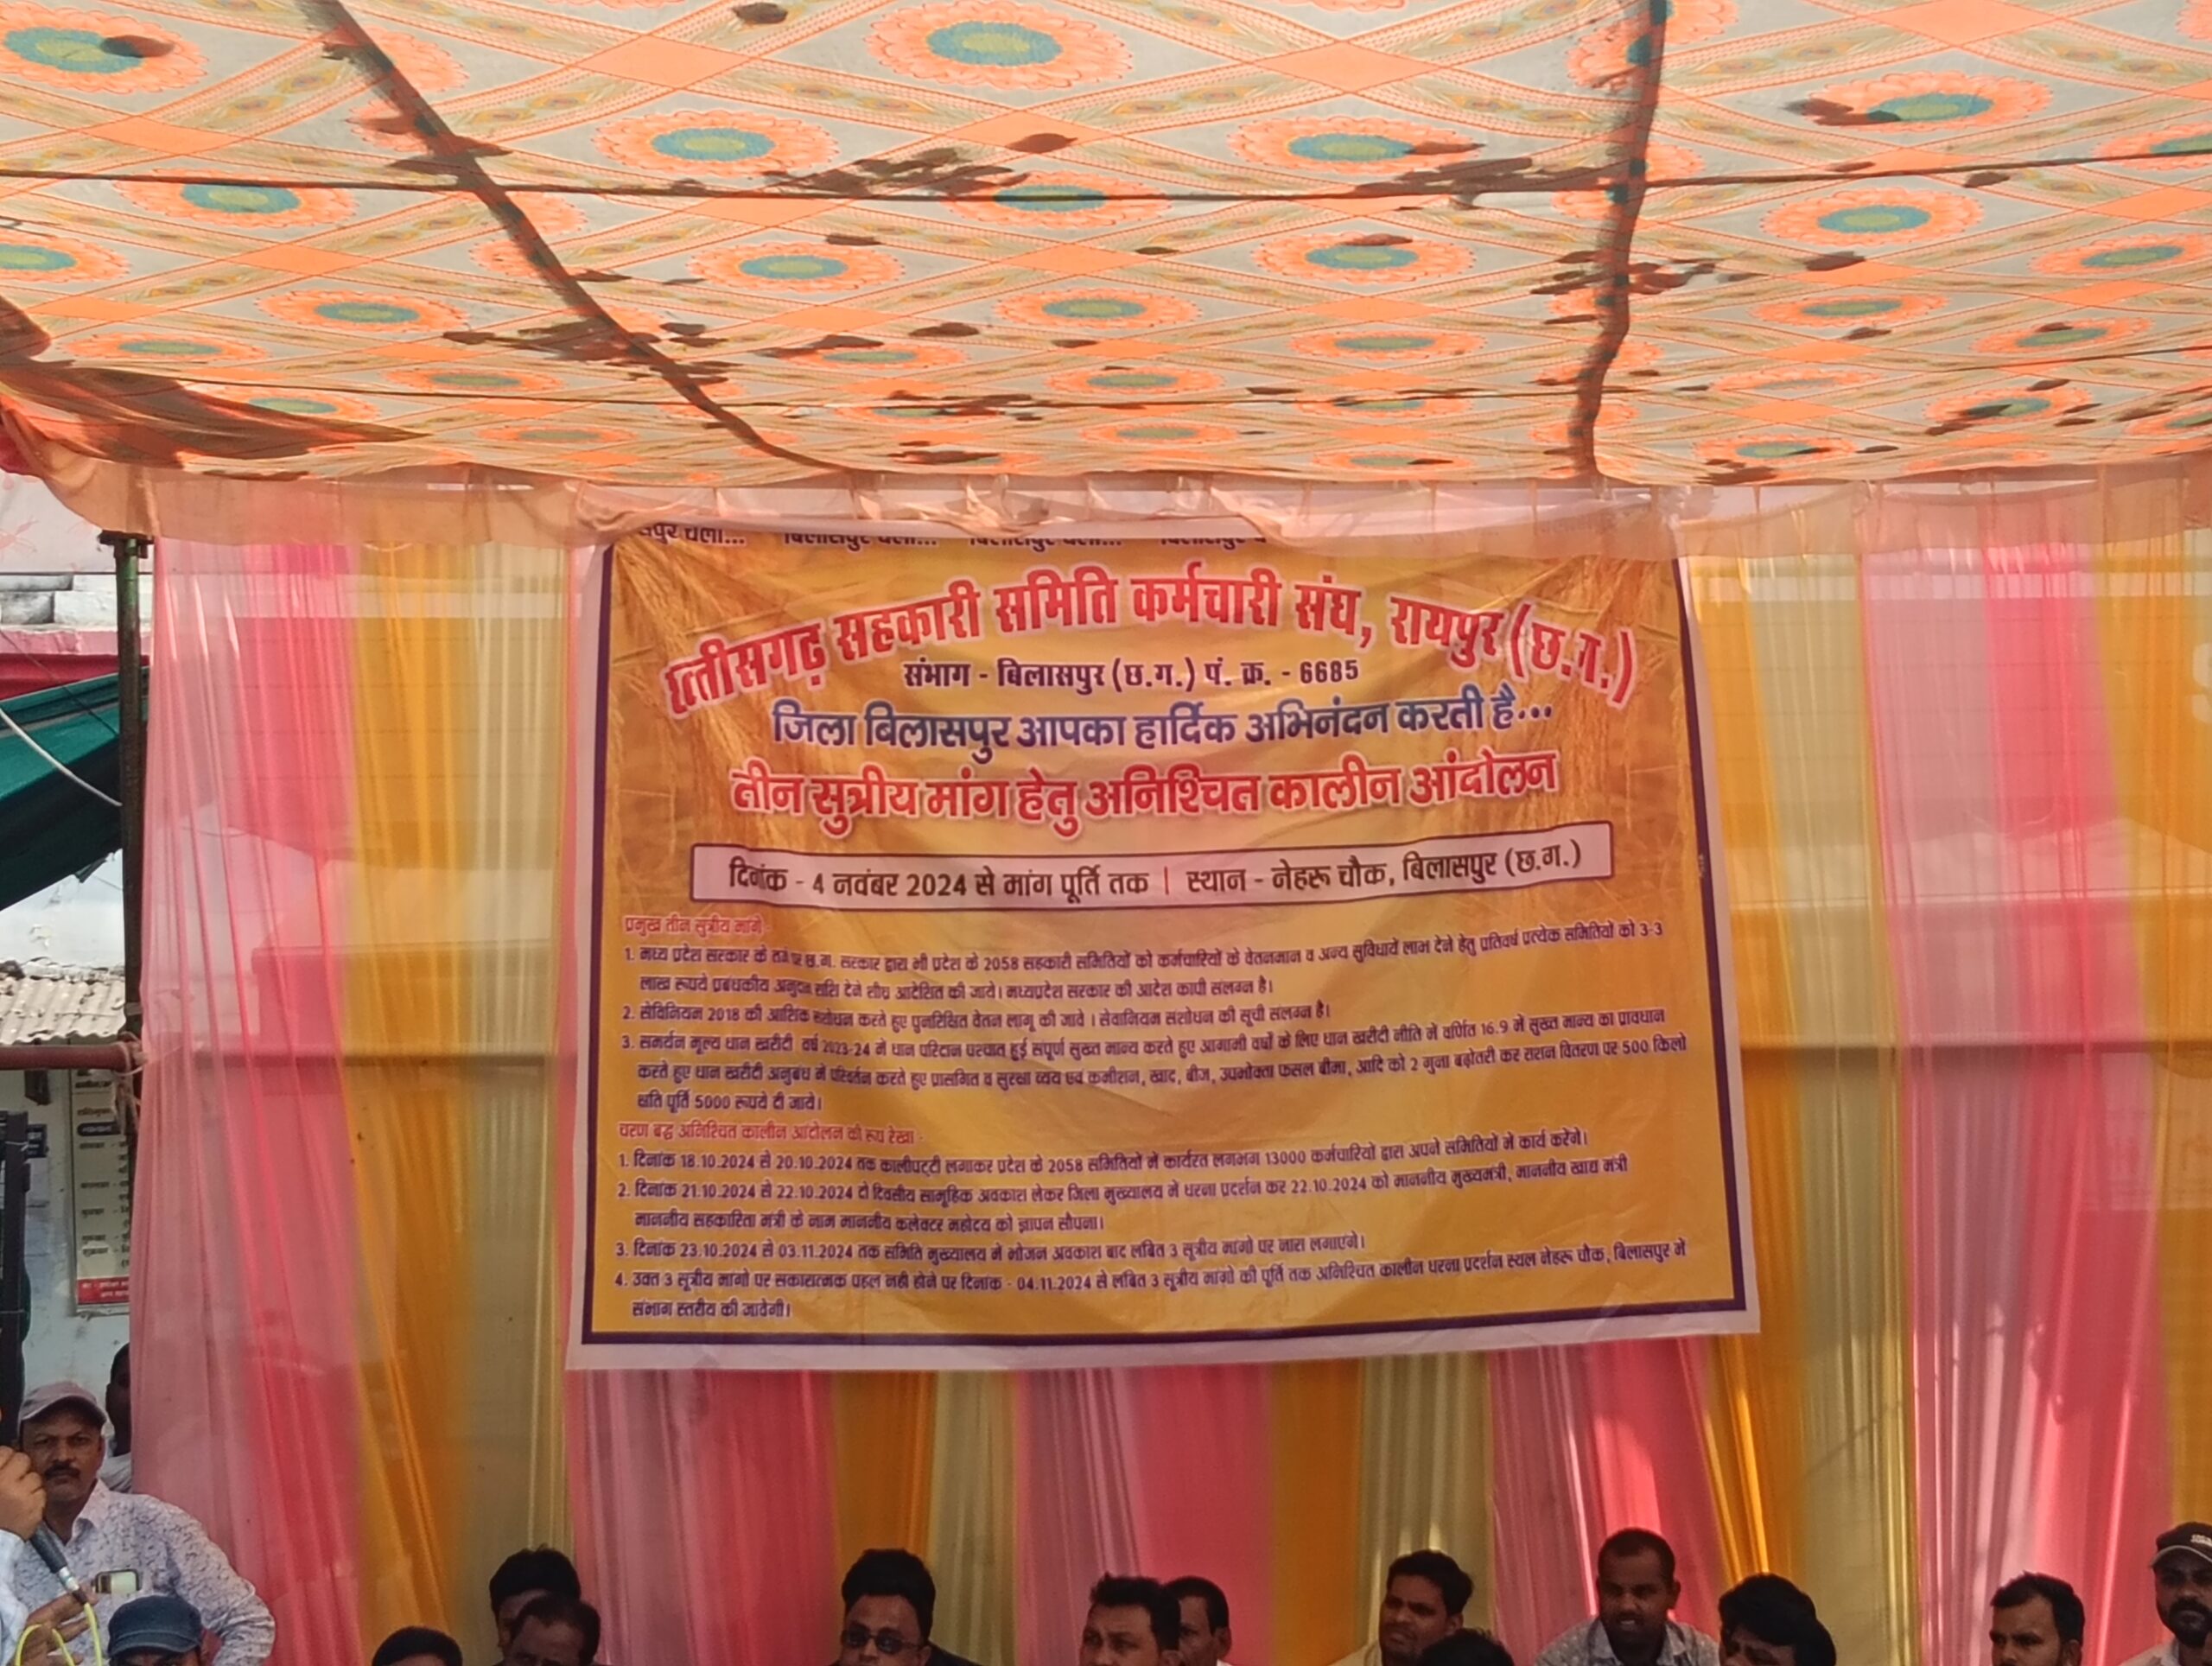 सपुर चलो... बिलासपुर चलो... बिलासपुर चलो... बिलासपुर च
छत्तीसगढ़ सहकारी समिति कर्मचारी संघ, रायपुर (छ.ग.)
संभाग - बिलासपुर (छ.ग.) पं. क्र. - 6685
जिला बिलासपुर आपका हार्दिक अभिनंदन करती है...
तीन सुत्रीय मांग हेतु अनिश्चित कालीन आंदोलन
दिनांक - 4 नवंबर 2024 से मांग पूर्ति तक | स्थान - नेहरू चौक, बिलासपुर (छ.ग.)
प्रमुख तीन सुत्रीय मांगे-
1. मध्य प्रदेश सरकार के छ.ग. सरकार द्वारा भी प्रदेश के 2058 सहकारी समितियों को कर्मचारियों के वेतनमान व अन्य सुविधायें लाभ देने हेतु प्रतिवर्ष प्रत्येक समितियों को 3-3
लाख रूपये प्रबंधकीय अनुदान राशि देने शीघ्र आदेशित की जाये। मध्यप्रदेश सरकार की आदेश कापी संलग्न है।
2. सेवानियम 2018 की आंशिक संशोधन करते हुए पुनरिक्षित वेतन लागू की जावे। सेवानियम संशोधन की सूची संलग्न है।
3. समर्थन मूल्य धान खरीदी वर्ष 2023-24 में धान परिदान पश्चात हुई संपूर्ण सुखत मान्य करते हुए आगामी वर्षों के लिए धान खरीदी नीति में वर्णित 16.9 में सुखत मान्य का प्रावधान
करते हुए धान खरीदी अनुबंध में परिवर्तन करते हुए प्रासंगित व सुरक्षा व्यय एवं कमीशन, खाद, बीज, उपभोक्ता फसल बीमा, आदि को 2 गुना बढ़ोतरी कर राशन वितरण पर 500 किलो
क्षति पूर्ति 5000 रूपये दी जाये।
चरण बद्ध अनिश्चित कालीन आंदोलन की रूप रेखा -
1. दिनांक 18.10.2024 से 20.10.2024 तक कालीपट्टी लगाकर प्रदेश के 2058 समितियों में कार्यरत लगभग 13000 कर्मचारियों द्वारा अपने समितियों में कार्य करेंगे।
2. दिनांक 21.10.2024 से 22.10.2024 दो दिवसीय सामूहिक अवकाश लेकर जिला मुख्यालय में धरना प्रदर्शन कर 22.10.2024 को माननीय मुख्यमंत्री, माननीय खाद्य मंत्री
माननीय सहकारिता मंत्री के नाम माननीय कलेक्टर महोदय को ज्ञापन सौपना।
3. दिनांक 23.10.2024 से 03.11.2024 तक समिति मुख्यालय में भोजन अवकाश बाद लंबित 3 सूत्रीय मांगो पर नारा लगाएंगे।
4. उक्त 3 सूत्रीय मांगो पर सकारात्मक पहल नही होने पर दिनांक - 04.11.2024 से लंबित 3 सूत्रीय मांगो की पूर्ति तक अनिश्चित कालीन धरना प्रदर्शन स्थल नेहरू चौक, बिलासपुर में
संभाग स्तरीय की जावेगी।